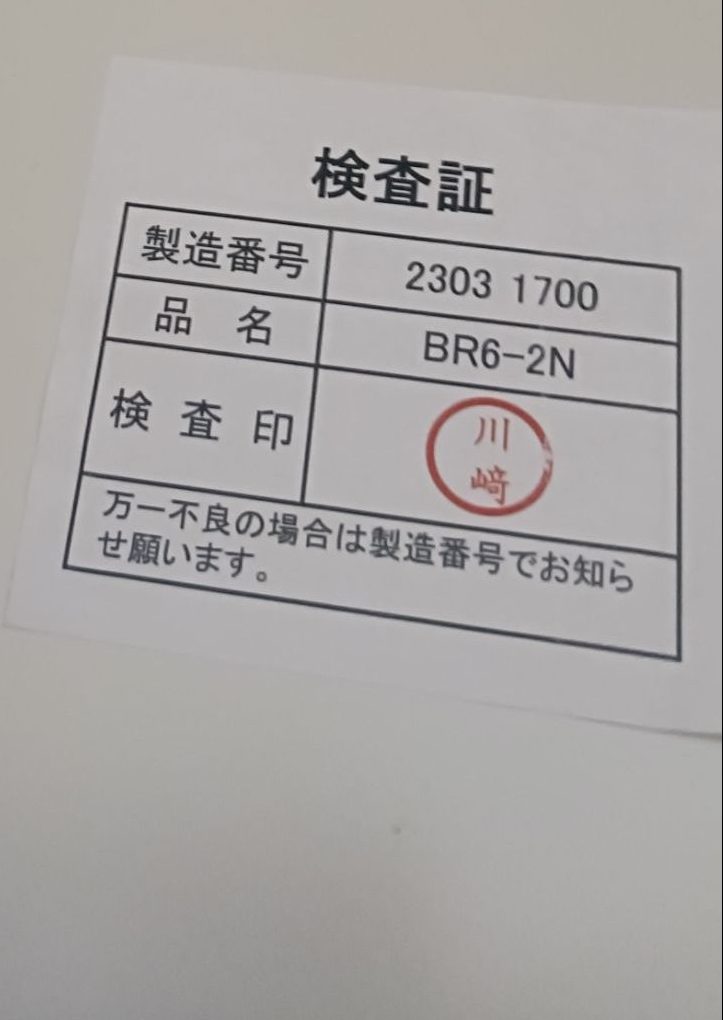 検査証
製造番号 2303 1700
品 名 BR6-2N
検 査 印
川
﨑
万一不良の場合は製造番号でお知ら
せ願います。